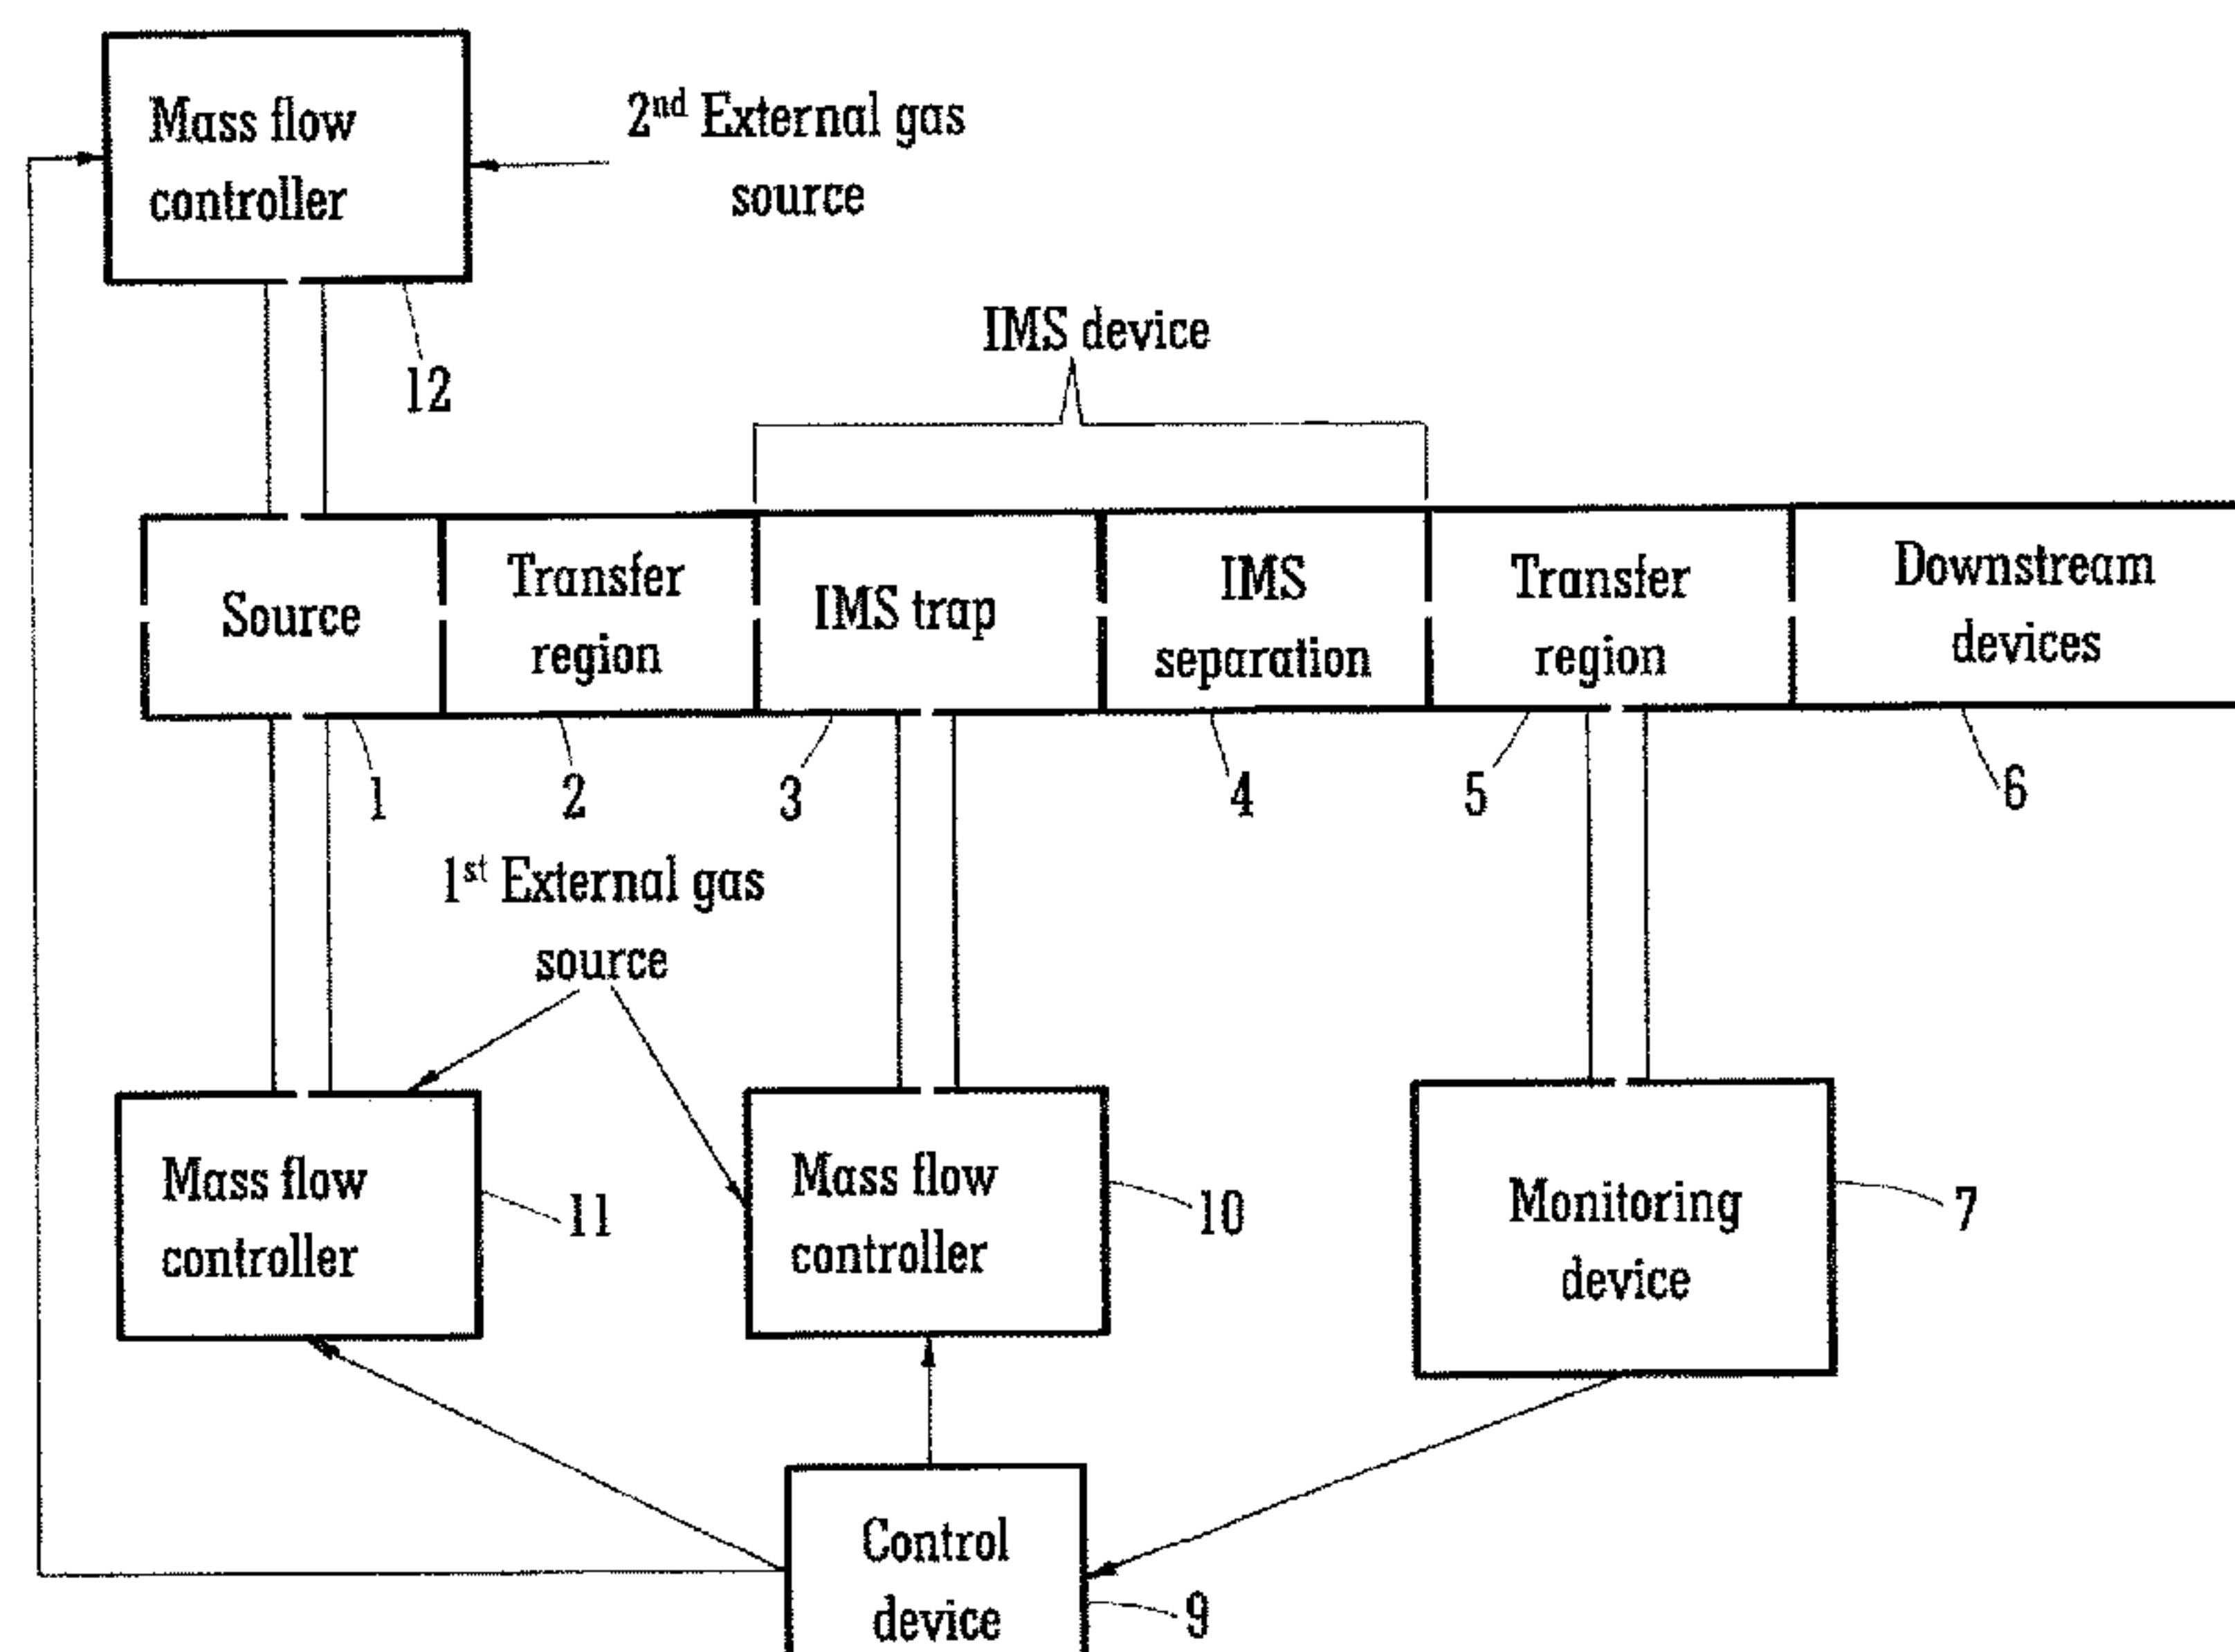 Mass flow
controller
2nd External gas
source
12
IMS device
Source
Transfer
region
IMS trap
IMS
separation
Transfer
region
Downstream
devices
1
2
3
4
5
6
1st External gas
source
Mass flow
controller
11
Mass flow
controller
10
Monitoring
device
7
Control
device
9